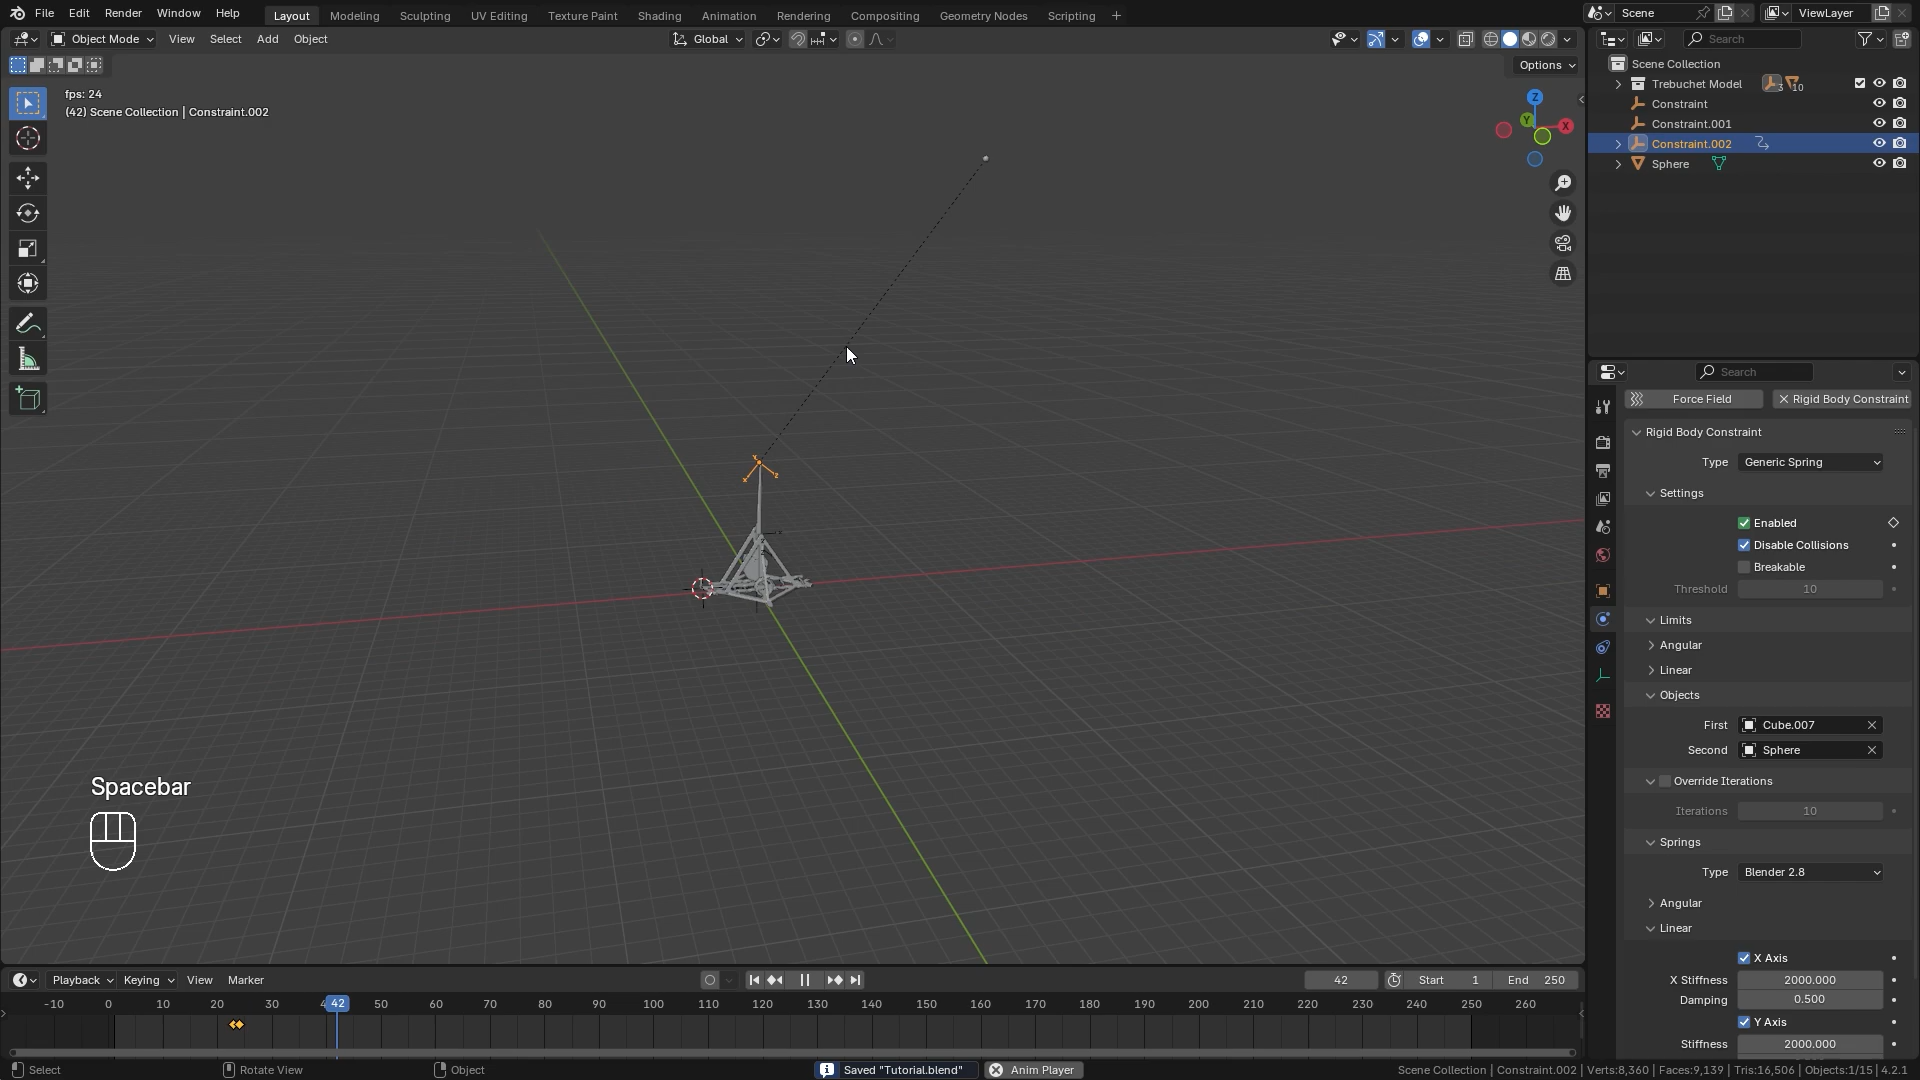 File Edit Render Window Help Layout Modeling Sculpting UV Editing Texture Paint Shading Animation Rendering Compositing Geometry Nodes Scripting Scene ViewLayer
Object Mode View Select Add Object Global Search
Options
fps: 24
(42) Scene Collection | Constraint.002
Z
Y
X
Scene Collection
Trebuchet Model 3 10
Constraint
Constraint.001
Constraint.002
Sphere
Search
Force Field Rigid Body Constraint
Rigid Body Constraint
Type Generic Spring
Settings
Enabled
Disable Collisions
Breakable
Threshold 10
Limits
Angular
Linear
Objects
First Cube.007
Second Sphere
Override Iterations
Iterations 10
Springs
Type Blender 2.8
Angular
Linear
X Axis
X Stiffness 2000.000
Damping 0.500
Y Axis
Stiffness 2000.000
Spacebar
Playback Keying View Marker 42 Start 1 End 250
-10 0 10 20 30 4 42 50 60 70 80 90 100 110 120 130 140 150 160 170 180 190 200 210 220 230 240 250 260
Select Rotate View Object Saved "Tutorial.blend" Anim Player Scene Collection | Constraint.002 | Verts:8,360 | Faces:9,139 | Tris:16,506 | Objects:1/15 | 4.2.1